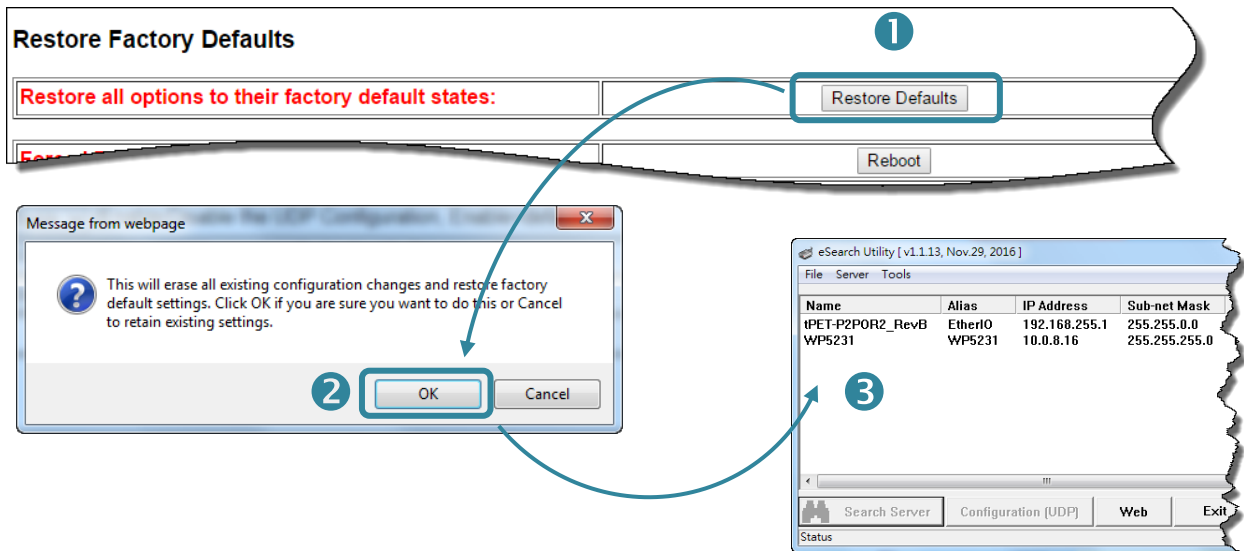 Restore Factory Defaults
1
Restore all options to their factory default states:
Restore Defaults
Reboot
Message from webpage
This will erase all existing configuration changes and restore factory
default settings. Click OK if you are sure you want to do this or Cancel
to retain existing settings.
2
OK
Cancel
eSearch Utility [ v1.1.13, Nov.29, 2016 ]
File Server Tools
Name Alias IP Address Sub-net Mask
tPET-P2POR2_RevB EtherIO 192.168.255.1 255.255.0.0
WP5231 WP5231 10.0.8.16 255.255.255.0
3
Search Server
Configuration (UDP)
Web
Exit
Status